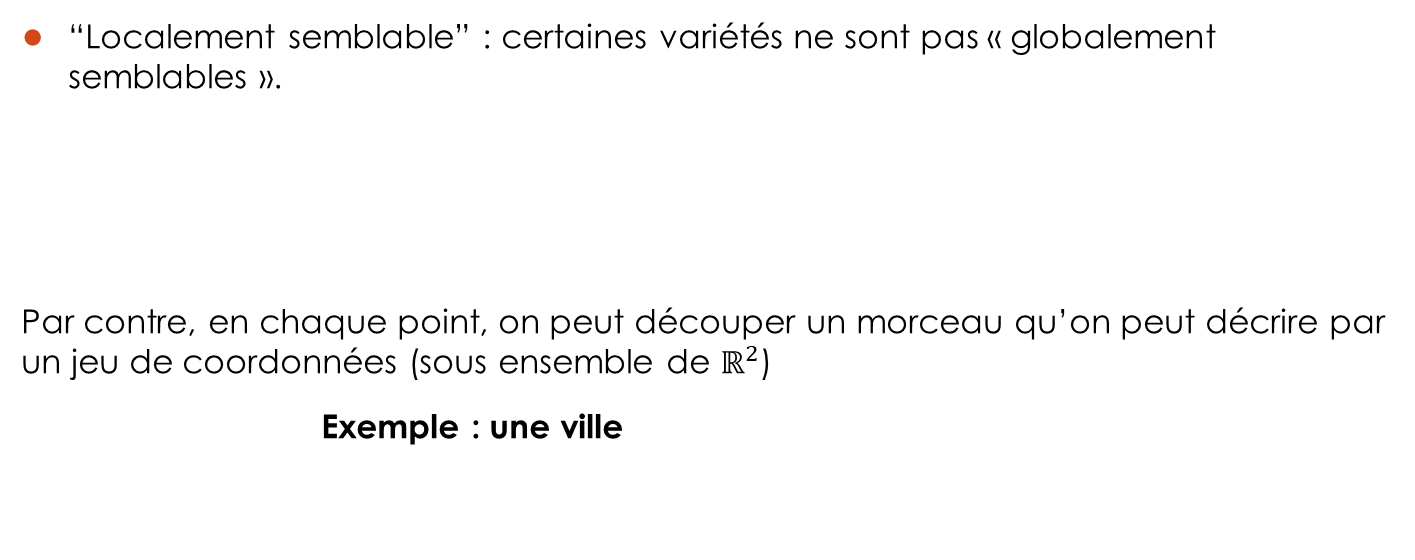 “Localement semblable” : certaines variétés ne sont pas « globalement
semblables ».
Par contre, en chaque point, on peut découper un morceau qu’on peut décrire par
un jeu de coordonnées (sous ensemble de ℝ²)
Exemple : une ville